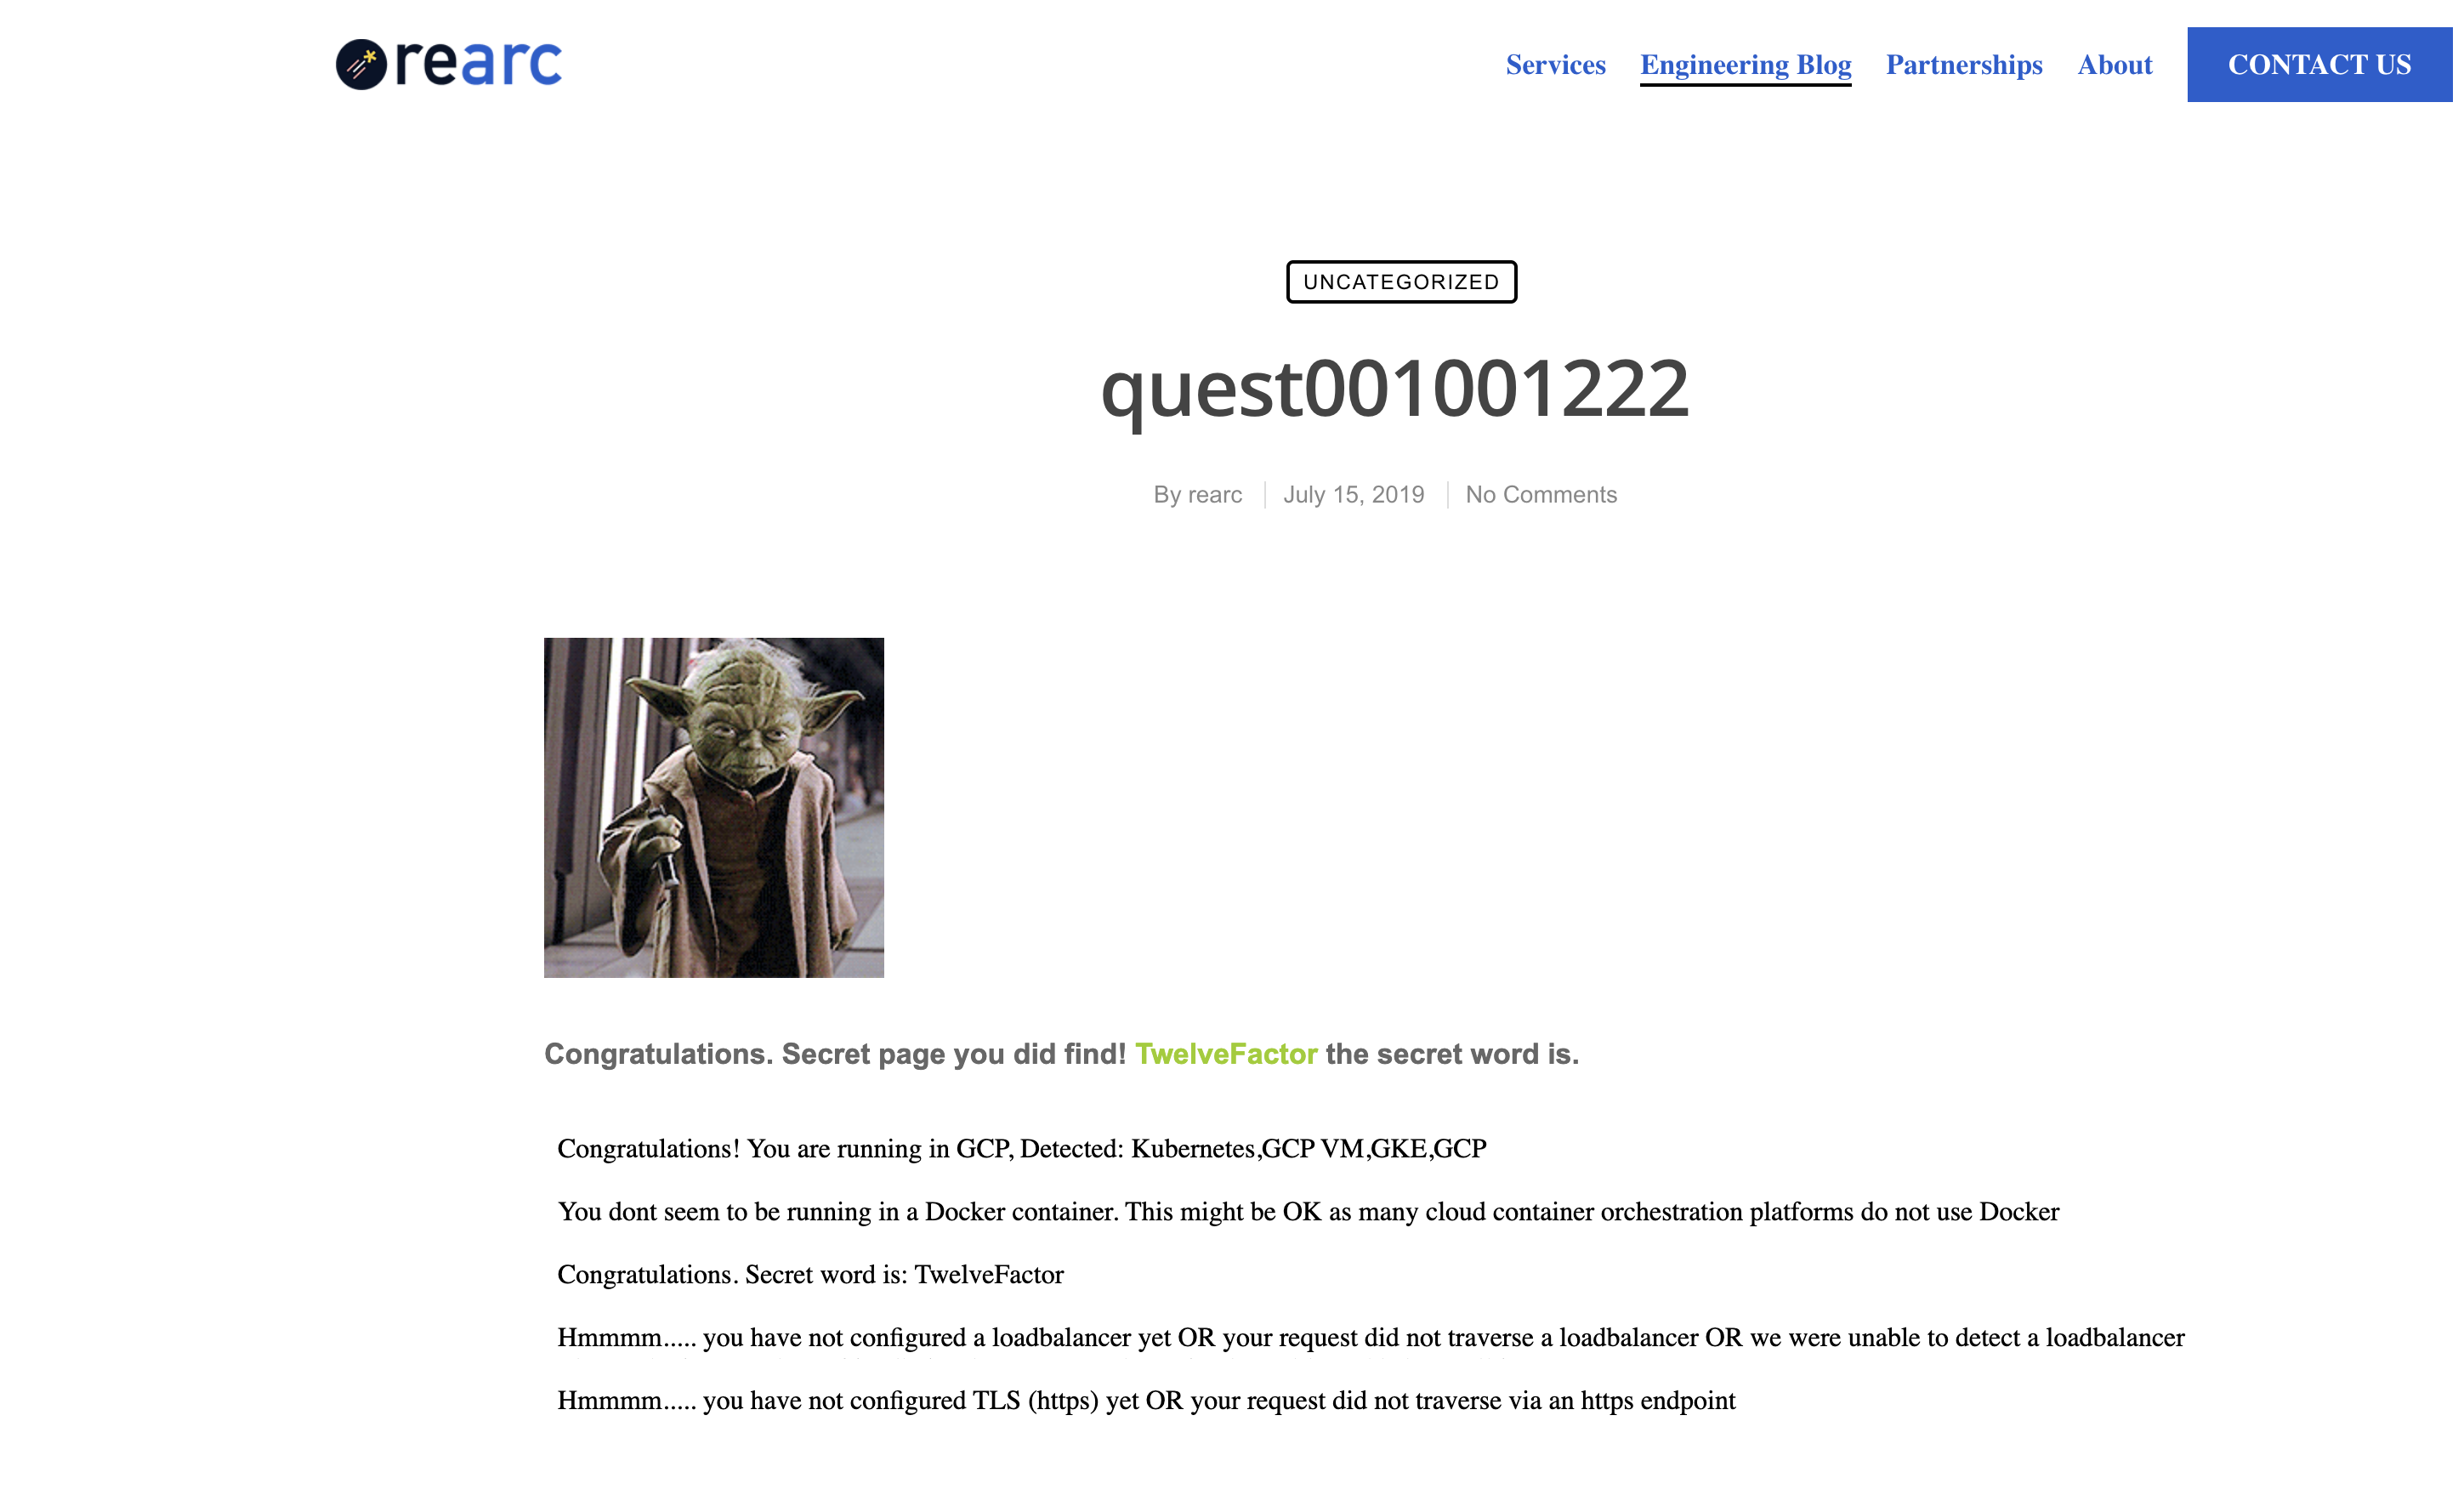 rearc
Services Engineering Blog Partnerships About CONTACT US
UNCATEGORIZED
quest001001222
By rearc July 15, 2019 No Comments
Congratulations. Secret page you did find! TwelveFactor the secret word is.
Congratulations! You are running in GCP, Detected: Kubernetes,GCP VM,GKE,GCP
You dont seem to be running in a Docker container. This might be OK as many cloud container orchestration platforms do not use Docker
Congratulations. Secret word is: TwelveFactor
Hmmmm..... you have not configured a loadbalancer yet OR your request did not traverse a loadbalancer OR we were unable to detect a loadbalancer
Hmmmm..... you have not configured TLS (https) yet OR your request did not traverse via an https endpoint